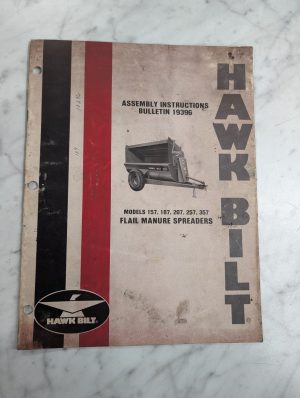 ASSEMBLY INSTRUCTIONS
BULLETIN 19396
MODELS 157, 187, 207, 257, 357
FLAIL MANURE SPREADERS
HAWK BILT
HAWK BILT.